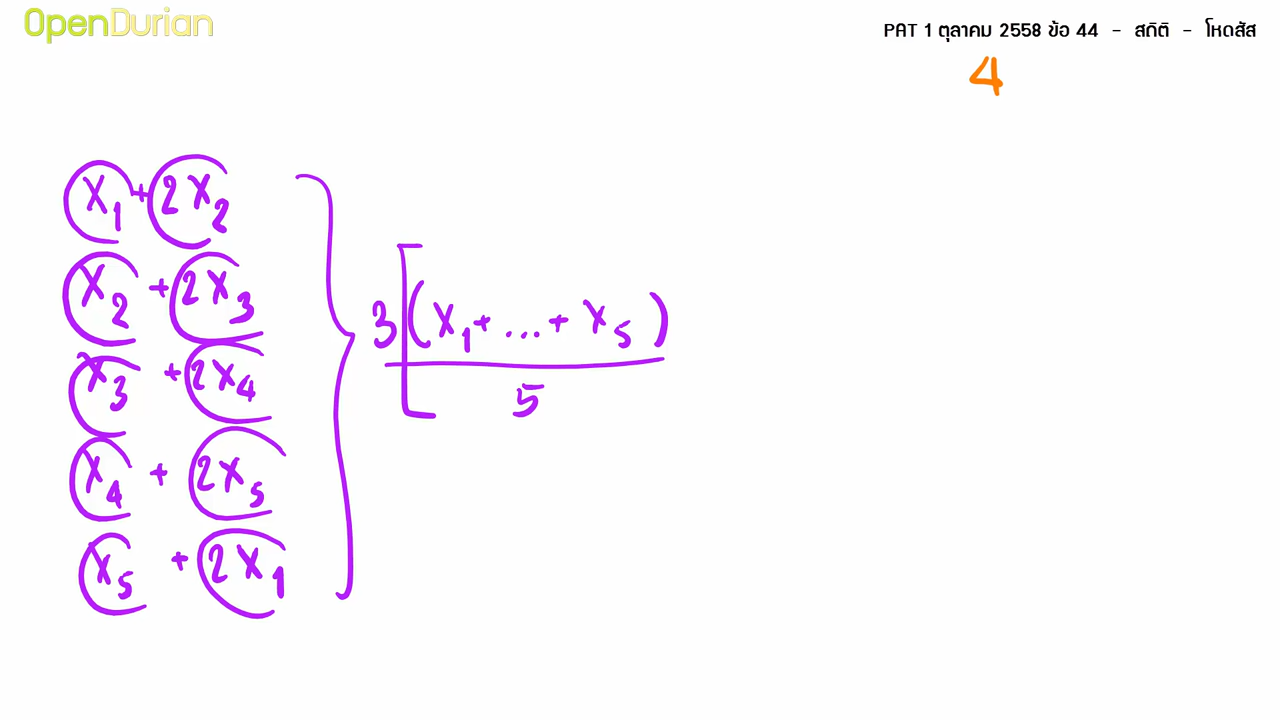 OpenDurian
PAT 1 ตุลาคม 2558 ข้อ 44 - สถิติ - โหดสัส
4
x₁ + 2x₂
x₂ + 2x₃
x₃ + 2x₄
x₄ + 2x₅
x₅ + 2x₁
3 [ (x₁ + ... + x₅)
5